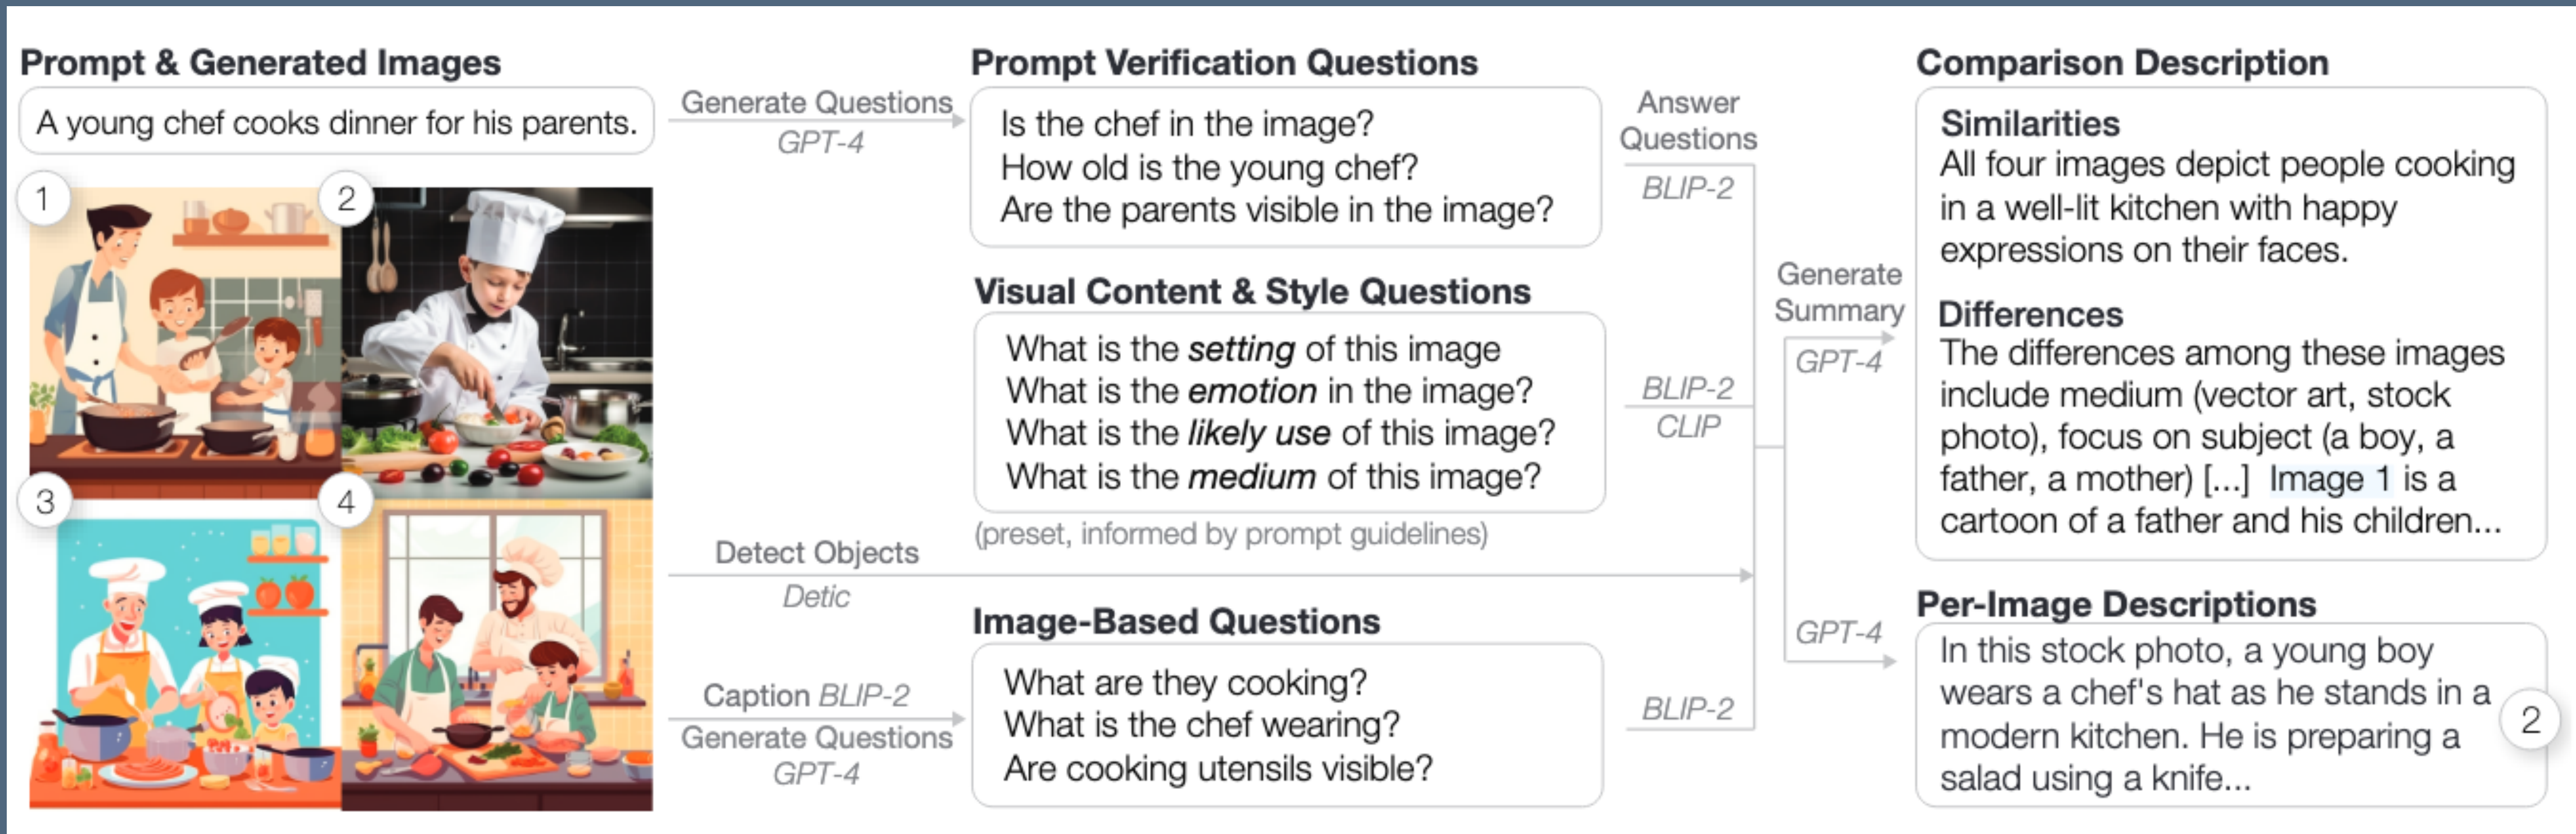 Prompt & Generated Images
A young chef cooks dinner for his parents.
1
2
3
4
Generate Questions
GPT-4
Detect Objects
Detic
Caption BLIP-2
Generate Questions
GPT-4
Prompt Verification Questions
Is the chef in the image?
How old is the young chef?
Are the parents visible in the image?
Visual Content & Style Questions
What is the setting of this image
What is the emotion in the image?
What is the likely use of this image?
What is the medium of this image?
(preset, informed by prompt guidelines)
Image-Based Questions
What are they cooking?
What is the chef wearing?
Are cooking utensils visible?
Answer
Questions
BLIP-2
BLIP-2
CLIP
BLIP-2
Generate
Summary
GPT-4
GPT-4
Comparison Description
Similarities
All four images depict people cooking
in a well-lit kitchen with happy
expressions on their faces.
Differences
The differences among these images
include medium (vector art, stock
photo), focus on subject (a boy, a
father, a mother) [...] Image 1 is a
cartoon of a father and his children...
Per-Image Descriptions
In this stock photo, a young boy
wears a chef's hat as he stands in a
modern kitchen. He is preparing a
salad using a knife...
2